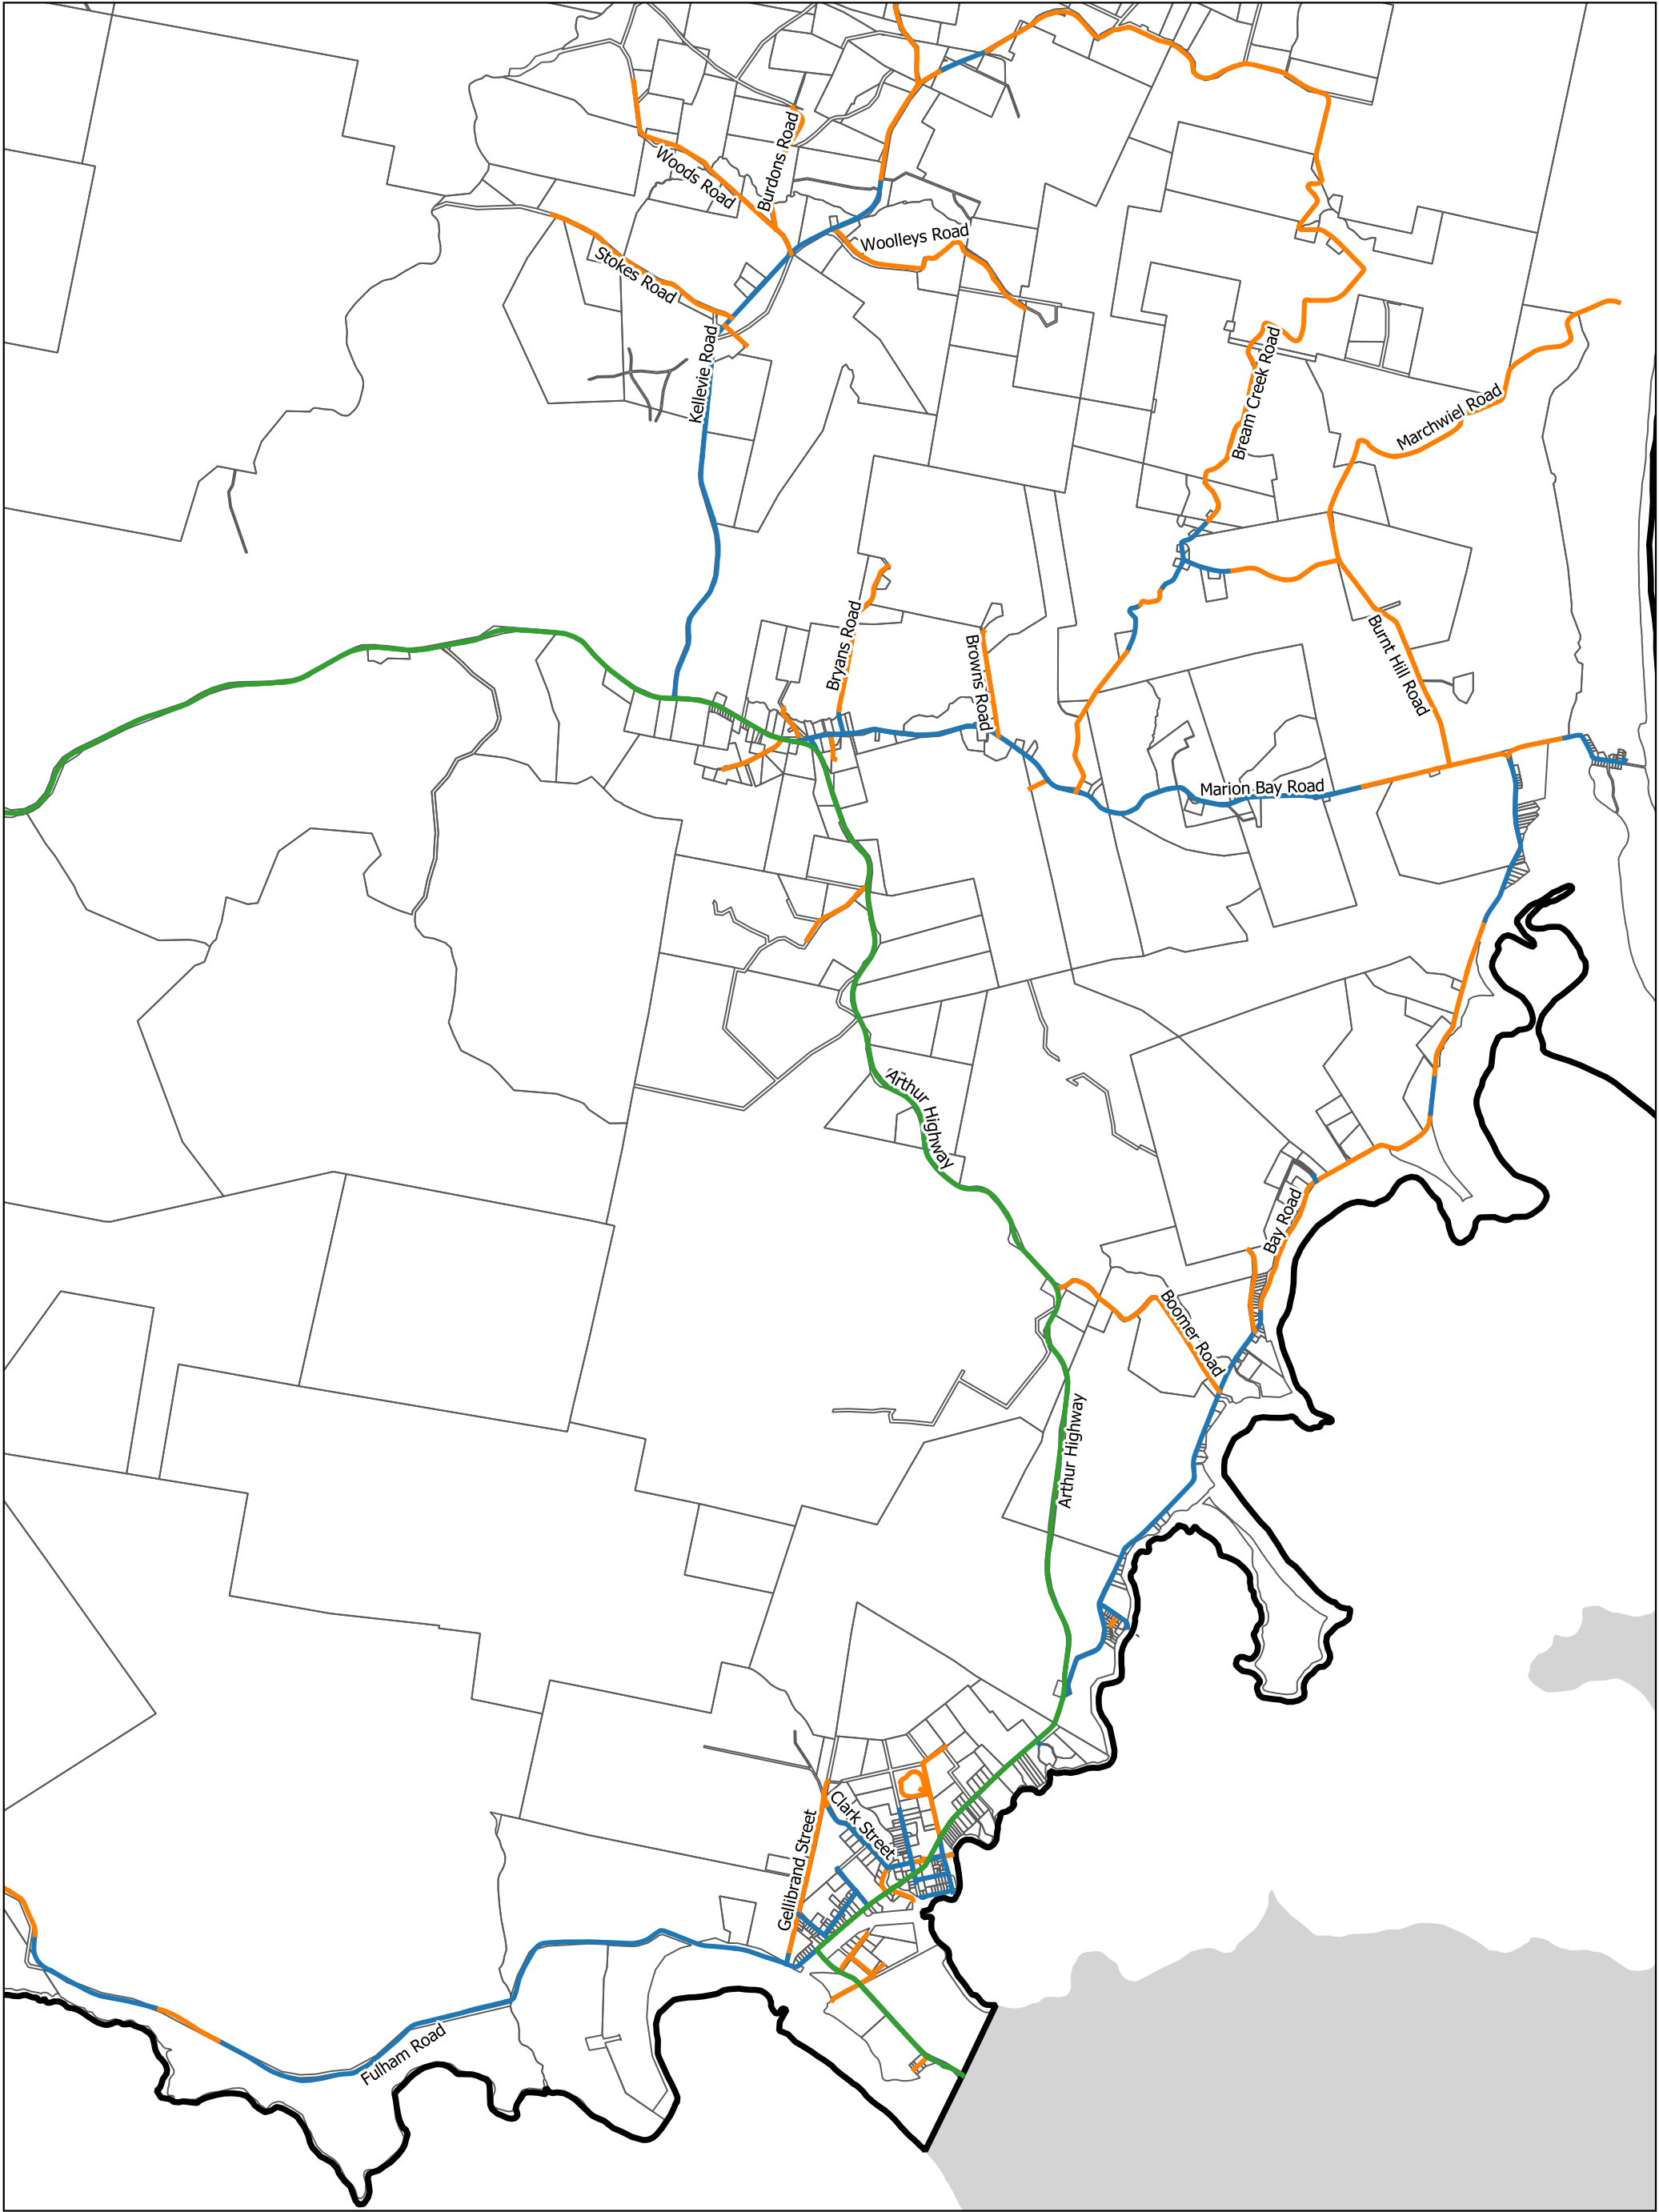 Woods Road
Burdons Road
Woolleys Road
Stokes Road
Kellevie Road
Bream Creek Road
Marchwiel Road
Bryans Road
Browns Road
Burnt Hill Road
Marion Bay Road
Arthur Highway
Bay Road
Boomer Road
Arthur Highway
Clark Street
Gellibrand Street
Fulham Road